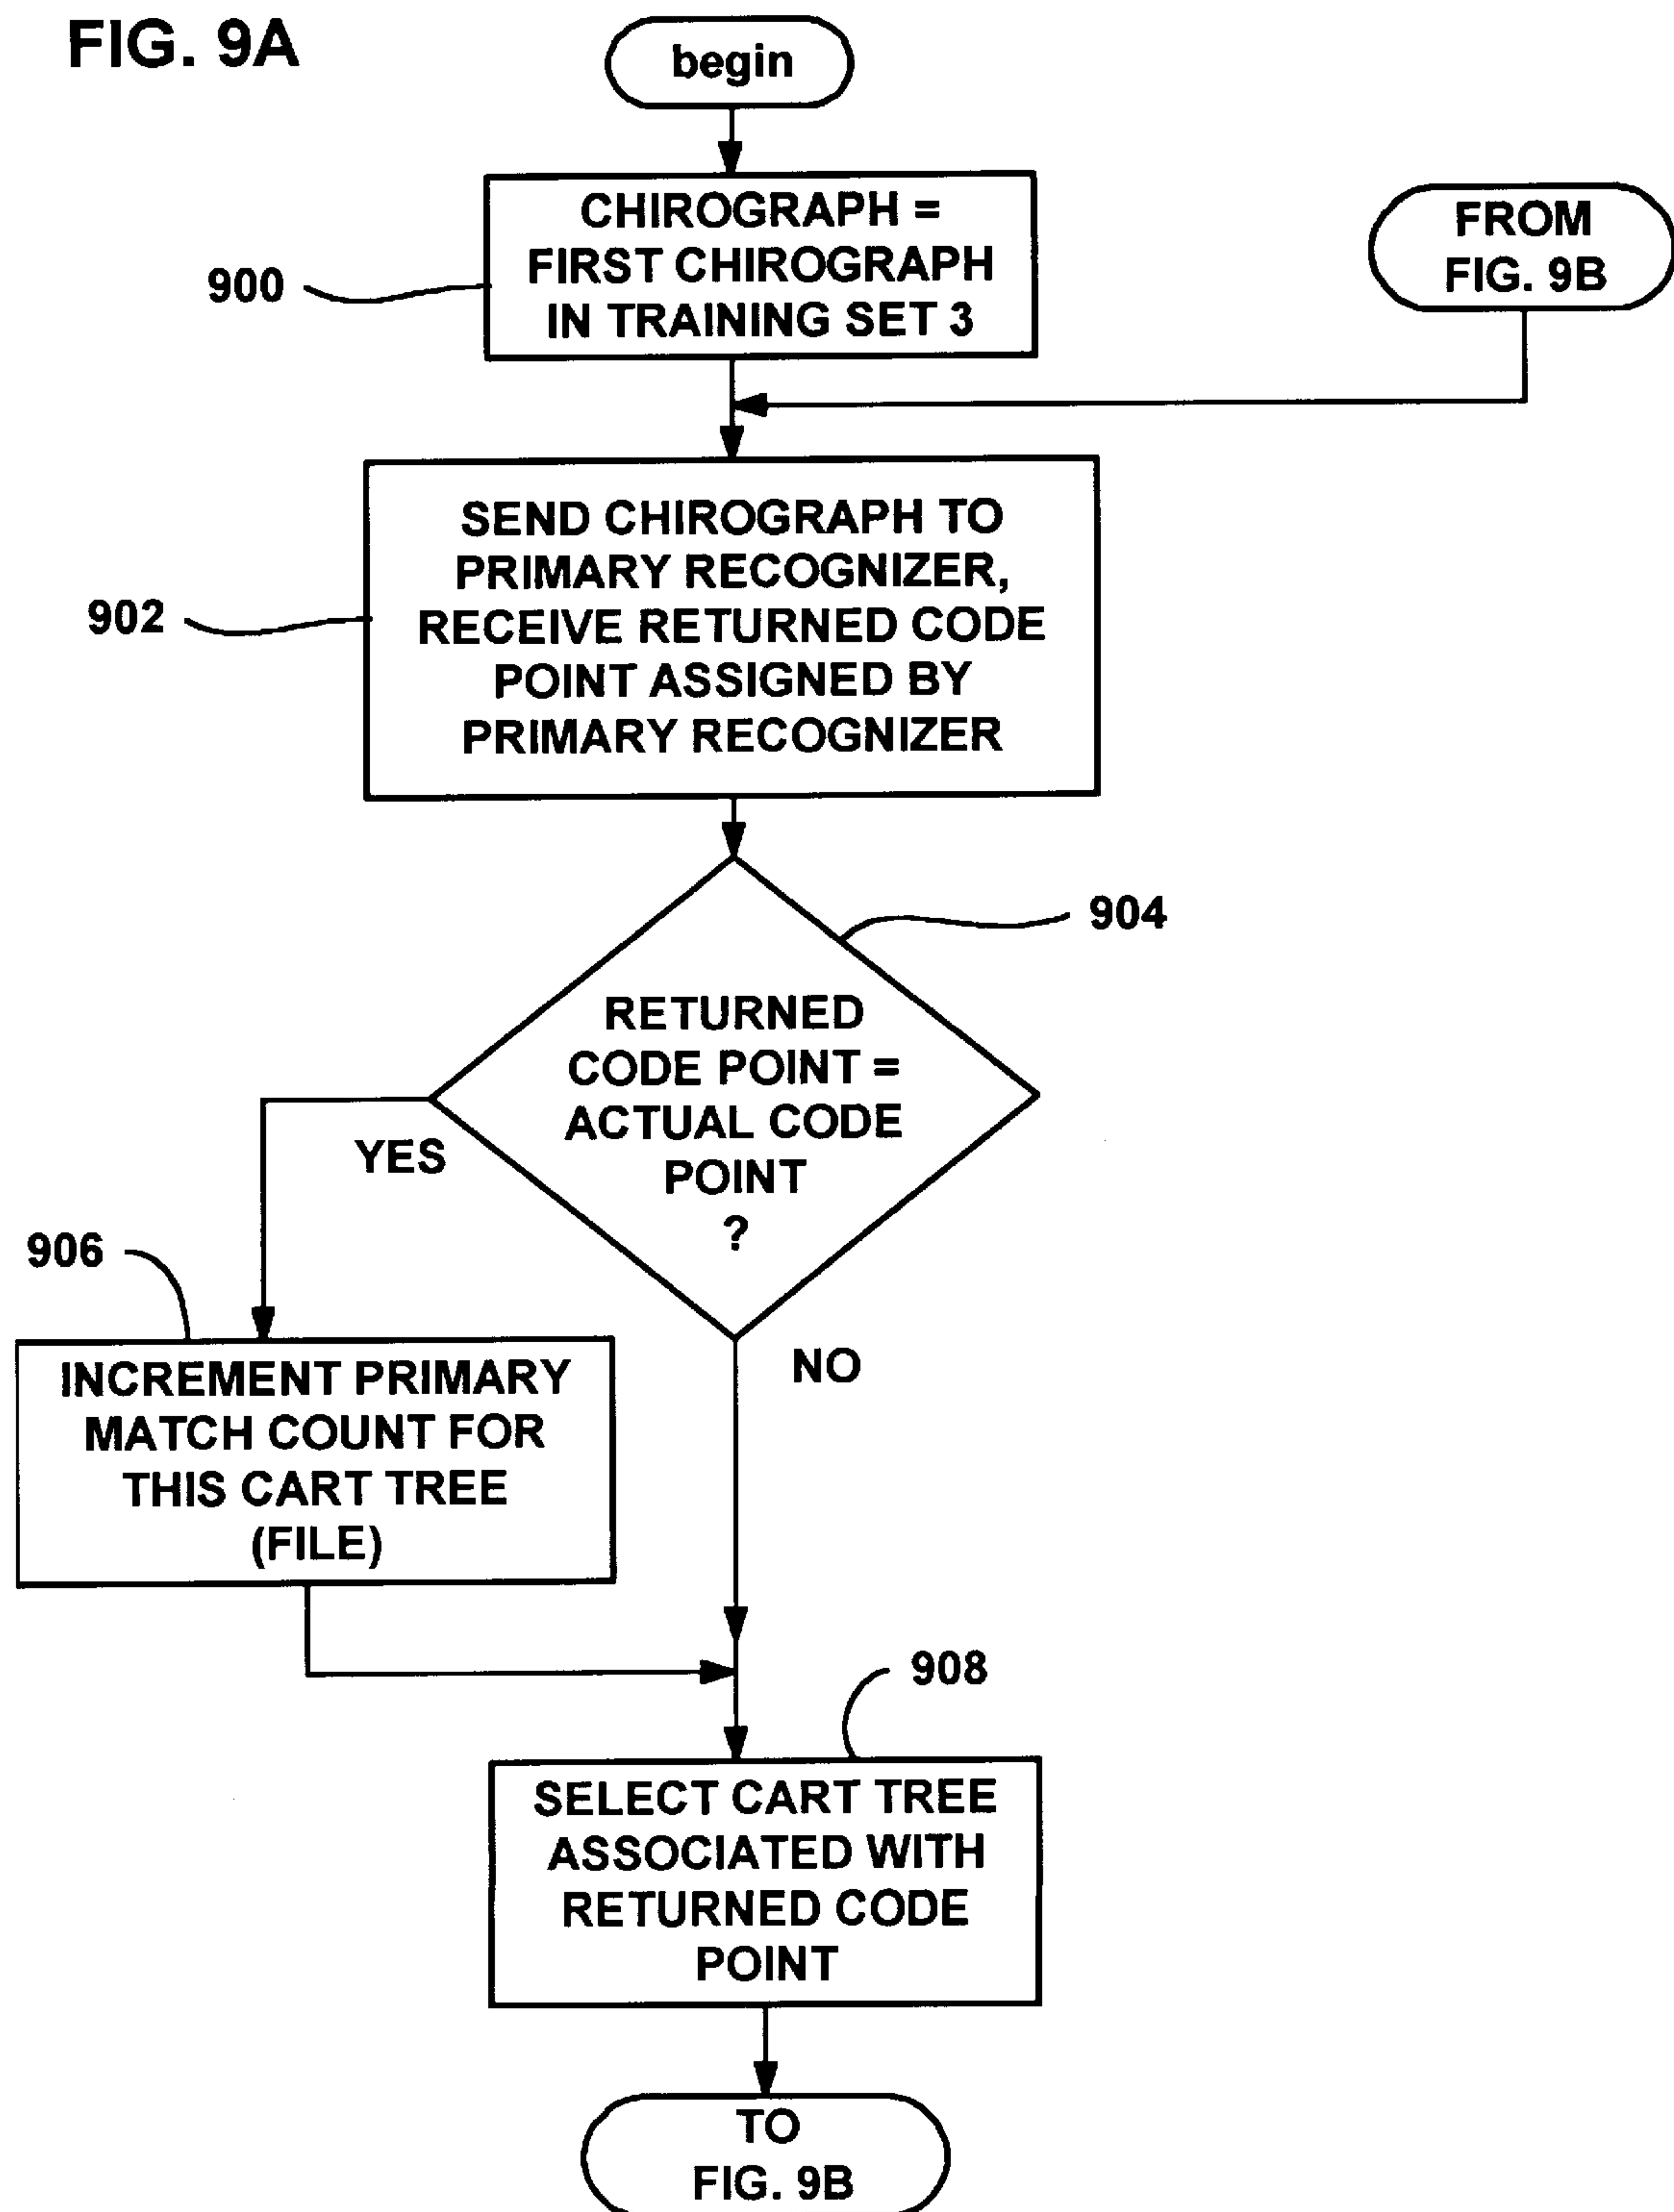 FIG. 9A
begin
CHIROGRAPH =
FIRST CHIROGRAPH
IN TRAINING SET 3
900
FROM
FIG. 9B
SEND CHIROGRAPH TO
PRIMARY RECOGNIZER,
RECEIVE RETURNED CODE
POINT ASSIGNED BY
PRIMARY RECOGNIZER
902
904
RETURNED
CODE POINT =
ACTUAL CODE
POINT
?
YES
NO
906
INCREMENT PRIMARY
MATCH COUNT FOR
THIS CART TREE
(FILE)
908
SELECT CART TREE
ASSOCIATED WITH
RETURNED CODE
POINT
TO
FIG. 9B